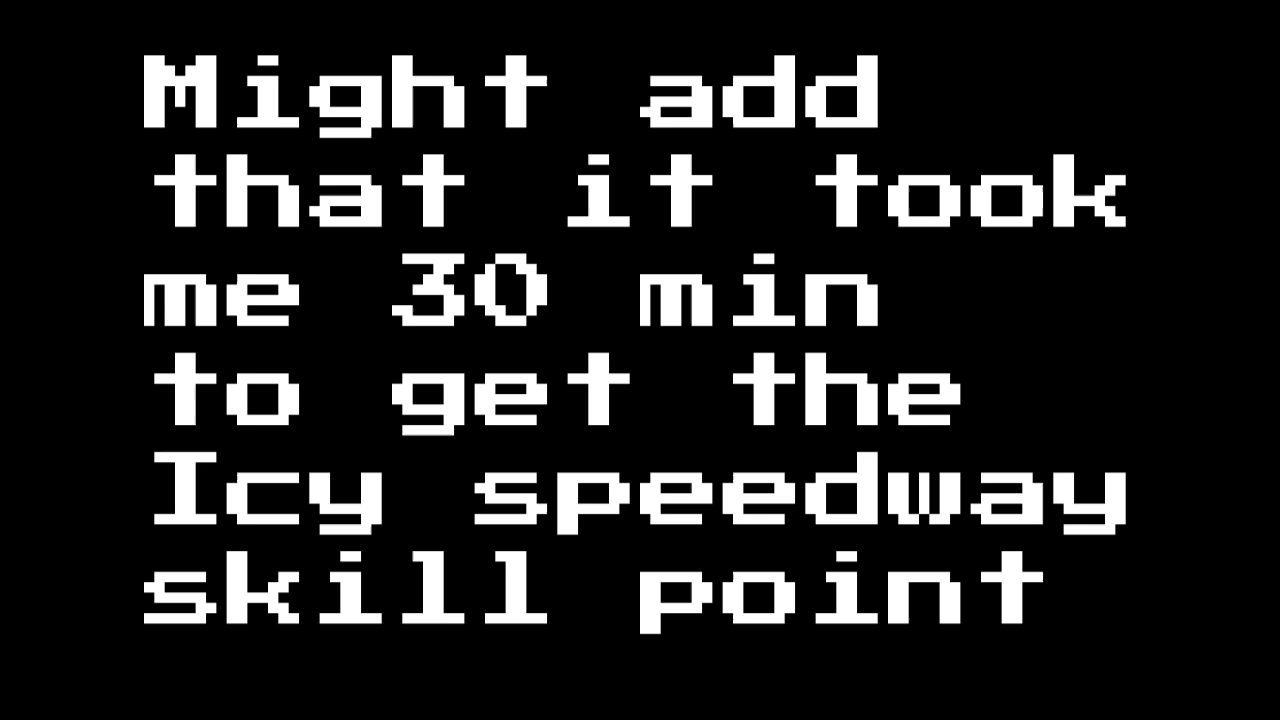 Might add
that it took
me 30 min
to get the
Icy speedway
skill point